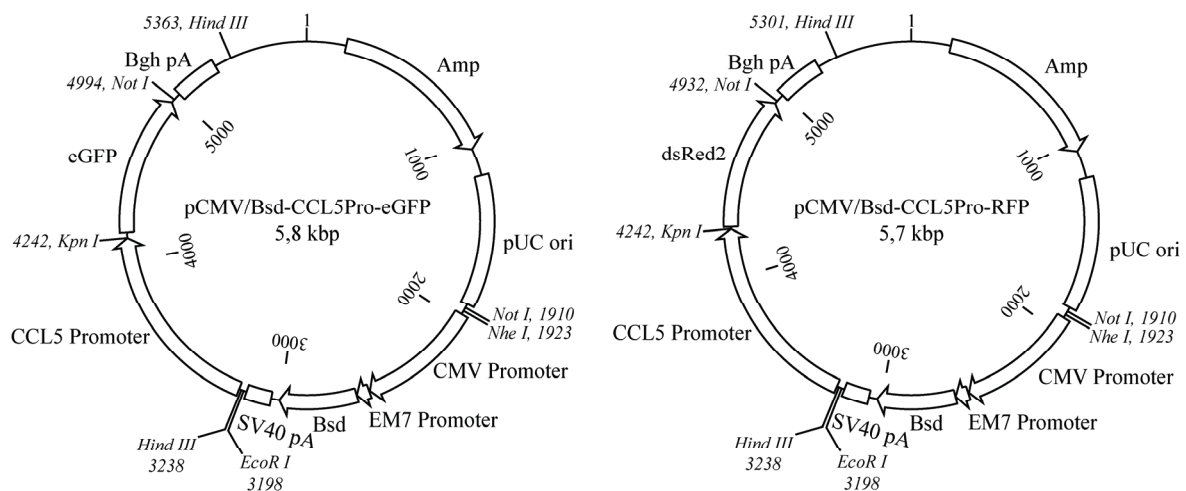 5363, Hind III
1
Bgh pA
Amp
4994, Not I
5000
1000
eGFP
pCMV/Bsd-CCL5Pro-eGFP
5,8 kbp
4242, Kpn I
4000
pUC ori
2000
Not I, 1910
Nhe I, 1923
CCL5 Promoter
3000
CMV Promoter
EM7 Promoter
Bsd
SV40 pA
Hind III
3238
EcoR I
3198
5301, Hind III
1
Bgh pA
Amp
4932, Not I
5000
1000
dsRed2
pCMV/Bsd-CCL5Pro-RFP
5,7 kbp
4242, Kpn I
4000
pUC ori
2000
Not I, 1910
Nhe I, 1923
CCL5 Promoter
3000
CMV Promoter
EM7 Promoter
Bsd
SV40 pA
Hind III
3238
EcoR I
3198